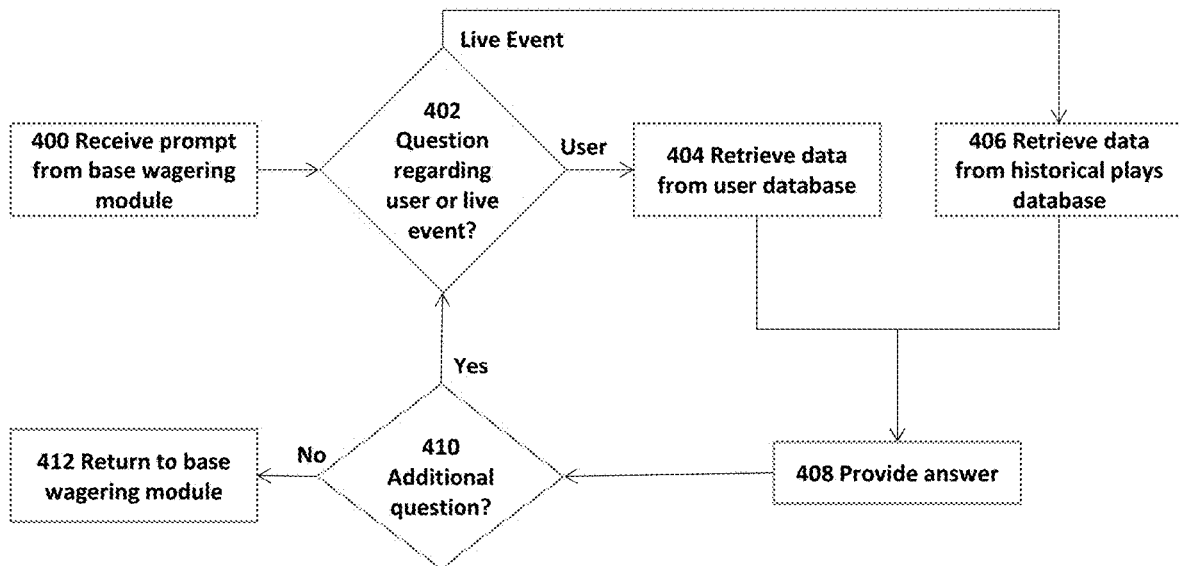 Live Event
400 Receive prompt
from base wagering
module
402
Question
regarding
user or live
event?
User
404 Retrieve data
from user database
406 Retrieve data
from historical plays
database
Yes
No
412 Return to base
wagering module
410
Additional
question?
408 Provide answer